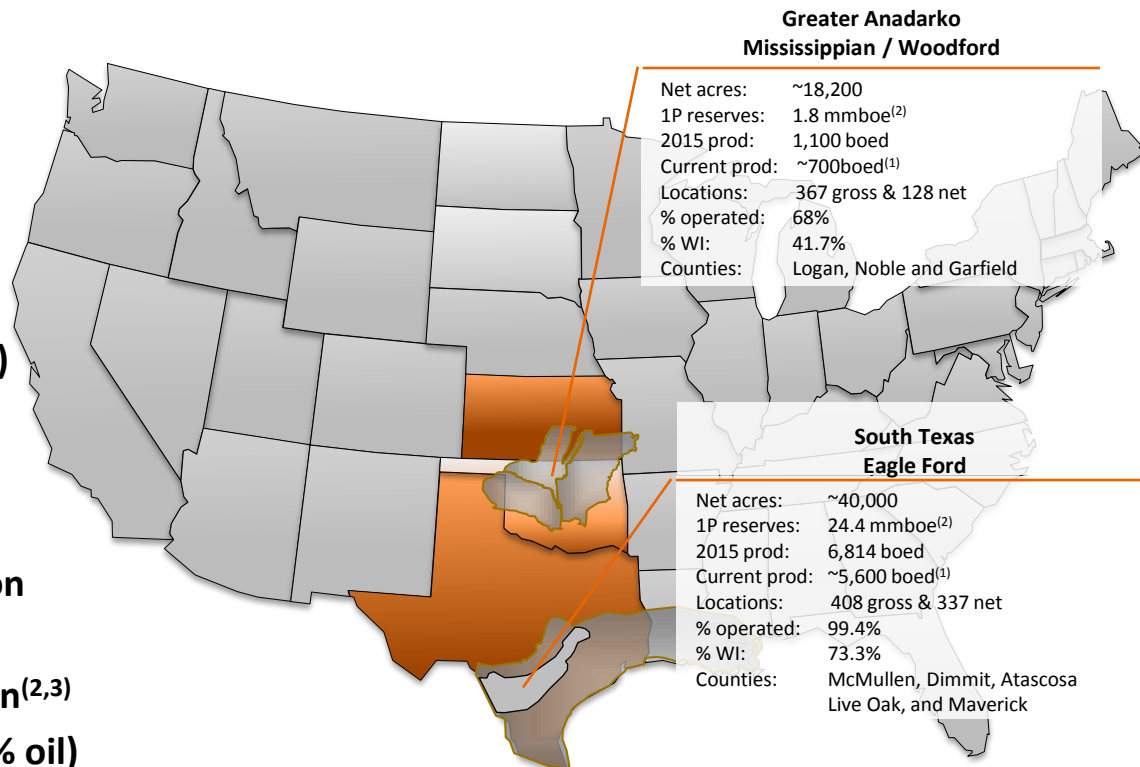 Greater Anadarko
Mississippian / Woodford
Net acres: ~18,200
1P reserves: 1.8 mmboe(2)
2015 prod: 1,100 boed
Current prod: ~700boed(1)
Locations: 367 gross & 128 net
% operated: 68%
% WI: 41.7%
Counties: Logan, Noble and Garfield
)
South Texas
Eagle Ford
Net acres: ~40,000
1P reserves: 24.4 mmboe(2)
2015 prod: 6,814 boed
Current prod: ~5,600 boed(1)
Locations: 408 gross & 337 net
% operated: 99.4%
% WI: 73.3%
Counties: McMullen, Dimmit, Atascosa
Live Oak, and Maverick
on
n(2,3)
% oil)